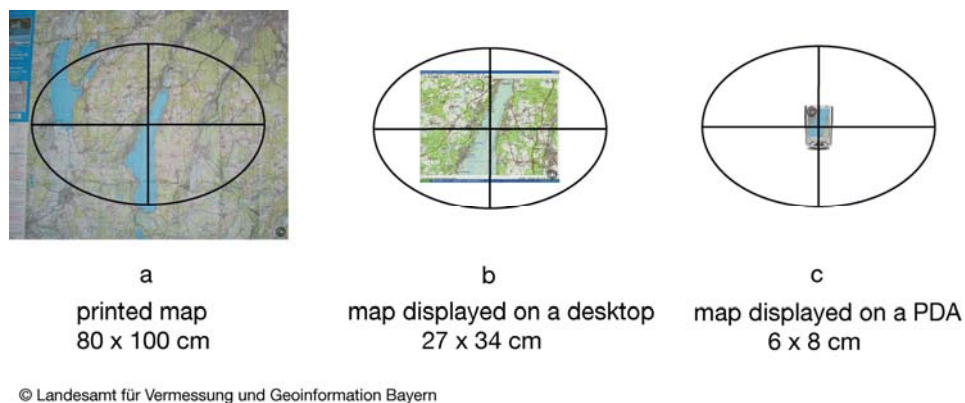 a
printed map
80 x 100 cm
b
map displayed on a desktop
27 x 34 cm
c
map displayed on a PDA
6 x 8 cm
© Landesamt für Vermessung und Geoinformation Bayern